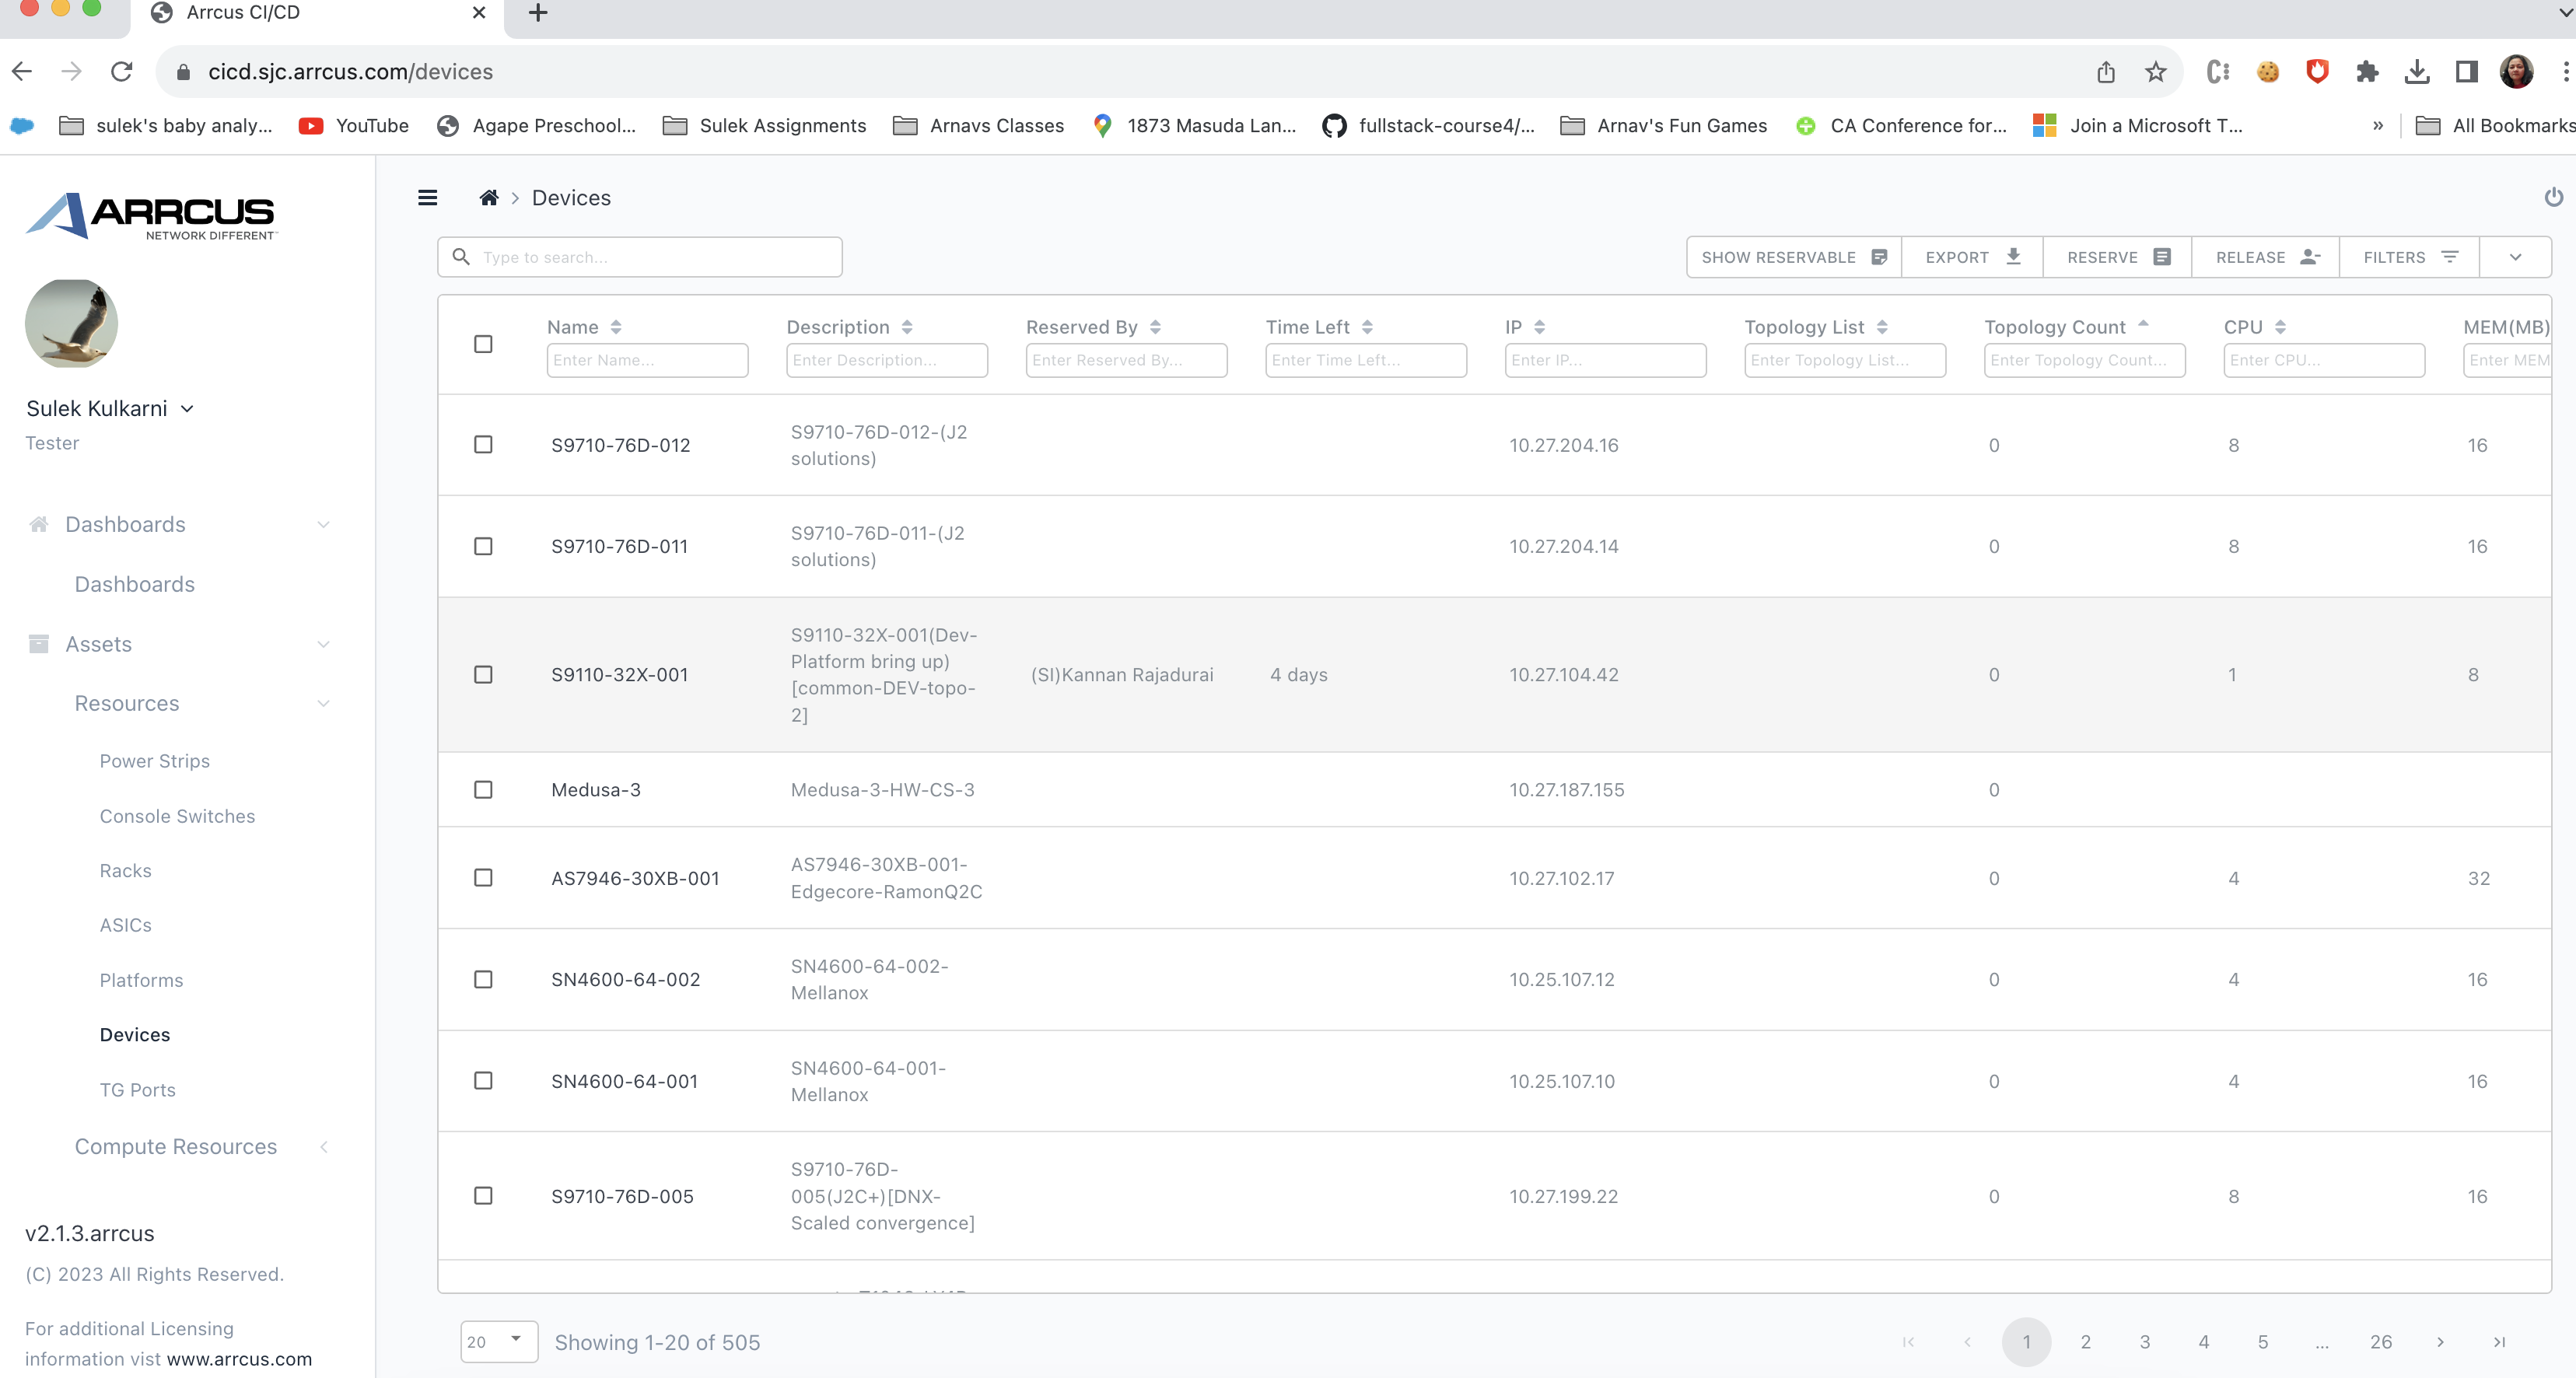 Arrcus CI/CD
cicd.sjc.arrcus.com/devices
sulek's baby analy...
YouTube
Agape Preschool...
Sulek Assignments
Arnavs Classes
1873 Masuda Lan...
fullstack-course4/...
Arnav's Fun Games
CA Conference for...
Join a Microsoft T...
»
All Bookmarks
ARRCUS
NETWORK DIFFERENT
Sulek Kulkarni
Tester
Dashboards
Dashboards
Assets
Resources
Power Strips
Console Switches
Racks
ASICs
Platforms
Devices
TG Ports
Compute Resources
v2.1.3.arrcus
(C) 2023 All Rights Reserved.
For additional Licensing
information vist www.arrcus.com
Devices
Type to search...
SHOW RESERVABLE
EXPORT
RESERVE
RELEASE
FILTERS
Name Description Reserved By Time Left IP Topology List Topology Count CPU MEM(MB)
Enter Name... Enter Description... Enter Reserved By... Enter Time Left... Enter IP... Enter Topology List... Enter Topology Count... Enter CPU... Enter MEM
S9710-76D-012
S9710-76D-012-(J2
solutions)
10.27.204.16 0 8 16
S9710-76D-011
S9710-76D-011-(J2
solutions)
10.27.204.14 0 8 16
S9110-32X-001
S9110-32X-001(Dev-
Platform bring up)
[common-DEV-topo-
2]
(SI)Kannan Rajadurai 4 days 10.27.104.42 0 1 8
Medusa-3 Medusa-3-HW-CS-3 10.27.187.155 0
AS7946-30XB-001
AS7946-30XB-001-
Edgecore-RamonQ2C
10.27.102.17 0 4 32
SN4600-64-002
SN4600-64-002-
Mellanox
10.25.107.12 0 4 16
SN4600-64-001
SN4600-64-001-
Mellanox
10.25.107.10 0 4 16
S9710-76D-005
S9710-76D-
005(J2C+)[DNX-
Scaled convergence]
10.27.199.22 0 8 16
20 Showing 1-20 of 505
1 2 3 4 5 ... 26